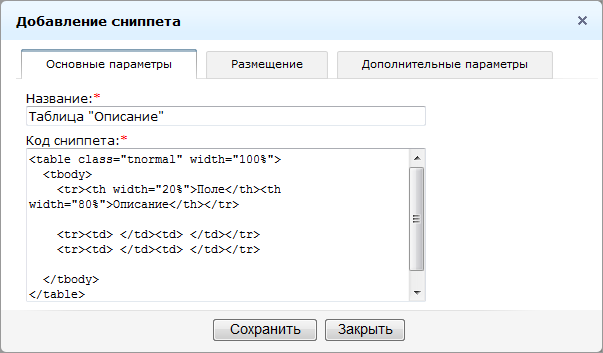 Добавление сниппета
Основные параметры Размещение Дополнительные параметры
Название:*
Таблица "Описание"
Код сниппета:*
<table class="tnormal" width="100%">
  <tbody>
    <tr><th width="20%">Поле</th><th
width="80%">Описание</th></tr>

    <tr><td> </td><td> </td></tr>
    <tr><td> </td><td> </td></tr>

  </tbody>
</table>
Сохранить Закрыть